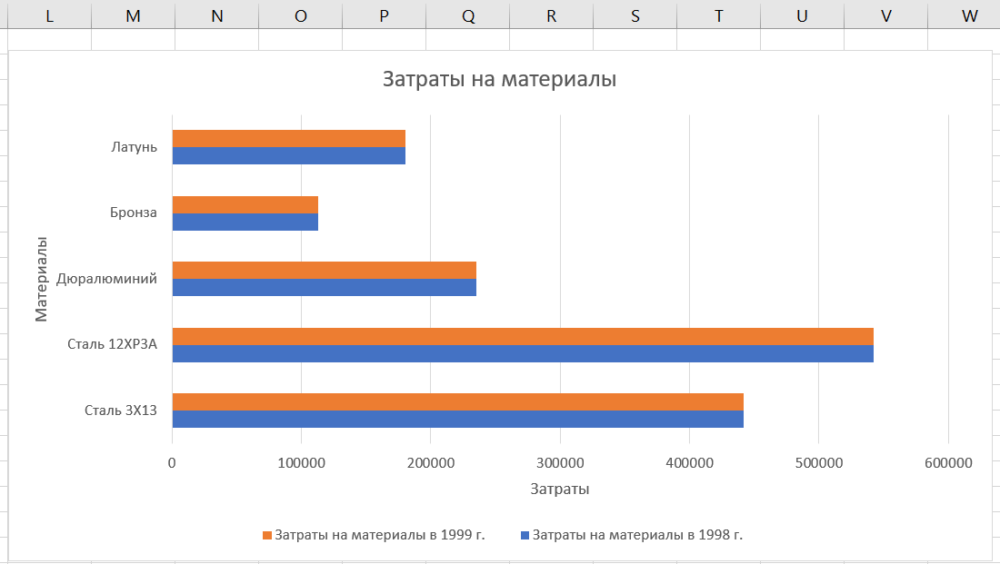 L M N O P Q R S T U V W
Затраты на материалы
Латунь
Бронза
Дюралюминий
Сталь 12ХР3А
Сталь 3Х13
Материалы
0 100000 200000 300000 400000 500000 600000
Затраты
Затраты на материалы в 1999 г. Затраты на материалы в 1998 г.